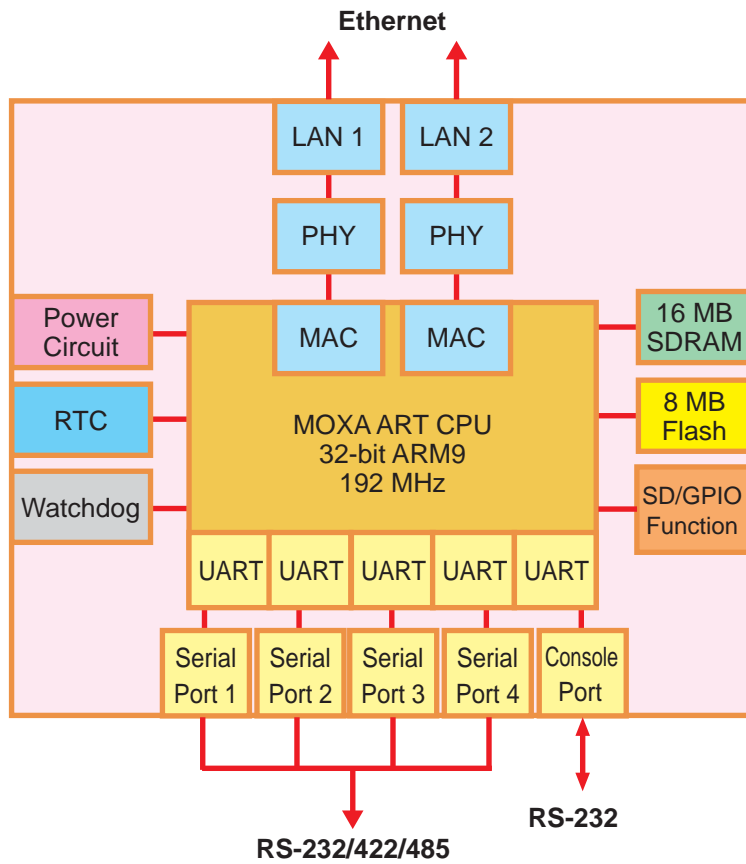 Ethernet
LAN 1
LAN 2
PHY
PHY
Power
Circuit
MAC
MAC
16 MB
SDRAM
RTC
MOXA ART CPU
32-bit ARM9
192 MHz
8 MB
Flash
Watchdog
SD/GPIO
Function
UART
UART
UART
UART
UART
Serial
Port 1
Serial
Port 2
Serial
Port 3
Serial
Port 4
Console
Port
RS-232
RS-232/422/485